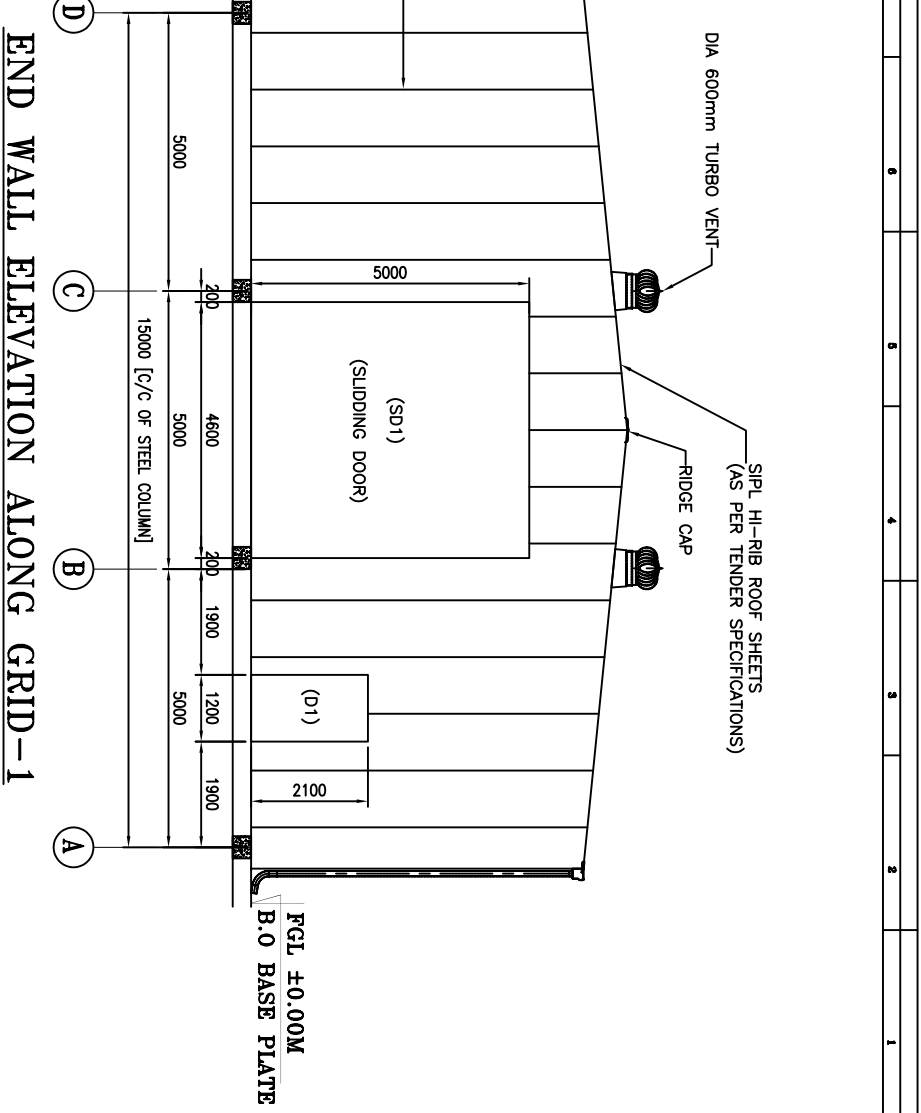 6
5
4
3
2
1
SIPL HI-RIB ROOF SHEETS
(AS PER TENDER SPECIFICATIONS)
DIA 600mm TURBO VENT
RIDGE CAP
5000
(SD1)
(SLIDDING DOOR)
(D1)
2100
FGL ±0.00M
B.O BASE PLATE
200
4600
200
1900
1200
1900
5000
5000
5000
15000 [C/C OF STEEL COLUMN]
D
C
B
A
END WALL ELEVATION ALONG GRID-1